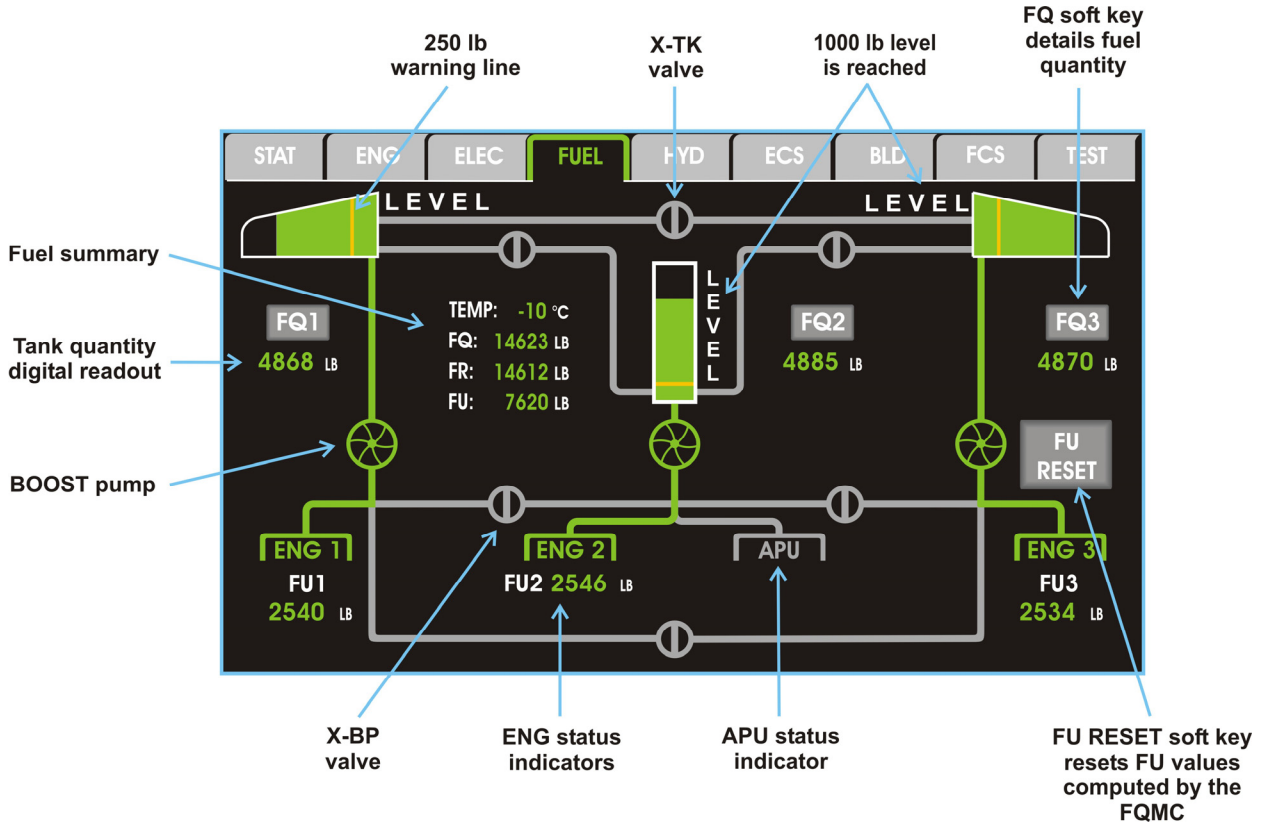 250 lb
warning line
X-TK
valve
1000 lb level
is reached
FQ soft key
details fuel
quantity
STAT ENG ELEC FUEL HYD ECS BLD FCS TEST
LEVEL
LEVEL
LEVEL
Fuel summary
TEMP: -10 °C
FQ: 14623 LB
FR: 14612 LB
FU: 7620 LB
FQ1
4868 LB
FQ2
4885 LB
FQ3
4870 LB
Tank quantity
digital readout
BOOST pump
FU
RESET
ENG 1
FU1
2540 LB
ENG 2
FU2 2546 LB
APU
ENG 3
FU3
2534 LB
X-BP
valve
ENG status
indicators
APU status
indicator
FU RESET soft key
resets FU values
computed by the
FQMC